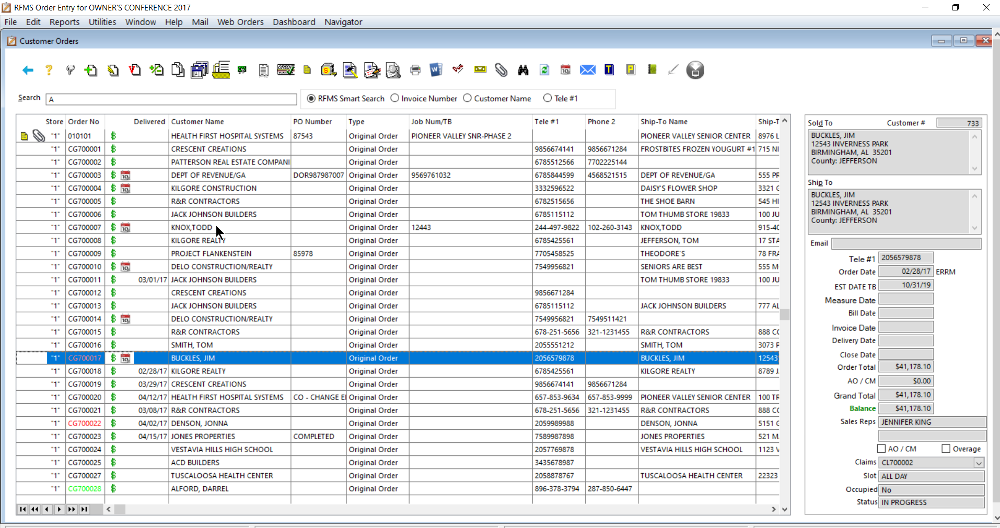 RFMS Order Entry for OWNER'S CONFERENCE 2017
File Edit Reports Utilities Window Help Mail Web Orders Dashboard Navigator
Customer Orders
Search A RFMS Smart Search Invoice Number Customer Name Tele #1
Store Order No Delivered Customer Name PO Number Type Job Num/TB Tele #1 Phone 2 Ship-To Name Ship-T
"1" 010101 $ HEALTH FIRST HOSPITAL SYSTEMS 87543 Original Order PIONEER VALLEY SNR-PHASE 2 PIONEER VALLEY SENIOR CENTER 8976 L
"1" CG700001 $ CRESCENT CREATIONS Original Order 9856674141 9856671284 FROSTBITES FROZEN YOUGURT #1 715 NI
"1" CG700002 $ PATTERSON REAL ESTATE COMPANI Original Order 6785512566 7702225144
"1" CG700003 $ 10 DEPT OF REVENUE/GA DOR987987007 Original Order 9569761032 6785844599 4568521515 DEPT OF REVENUE/GA 555 PR
"1" CG700004 $ 10 KILGORE CONSTRUCTION Original Order 3332596522 DAISY'S FLOWER SHOP 3321 G
"1" CG700005 $ R&R CONTRACTORS Original Order 6782515656 THE SHOE BARN 545 HI
"1" CG700006 $ JACK JOHNSON BUILDERS Original Order 6785115112 TOM THUMB STORE 19833 100 JU
"1" CG700007 $ 10 KNOX,TODD Original Order 12443 244-497-9822 102-260-3143 KNOX,TODD 915-40
"1" CG700008 $ KILGORE REALTY Original Order 6785425561 JEFFERSON, TOM 17 STA
"1" CG700009 $ PROJECT FLANKENSTEIN 85978 Original Order 7705458525 THEODORE'S 78 FRA
"1" CG700010 $ 10 DELO CONSTRUCTION/REALTY Original Order 7549956821 SENIORS ARE BEST 555 M
"1" CG700011 $ 03/01/17 JACK JOHNSON BUILDERS Original Order TOM THUMB STORE 19833 100 JU
"1" CG700012 $ CRESCENT CREATIONS Original Order 9856671284
"1" CG700013 $ JACK JOHNSON BUILDERS Original Order 6785115112 JACK JOHNSON BUILDERS 777 AL
"1" CG700014 $ 10 DELO CONSTRUCTION/REALTY Original Order 7549956821 7549511421
"1" CG700015 $ R&R CONTRACTORS Original Order 678-251-5656 321-1231455 R&R CONTRACTORS 888 CO
"1" CG700016 $ SMITH, TOM Original Order 2055551212 SMITH, TOM 3073 P
"1" CG700017 $ 10 BUCKLES, JIM Original Order 2056579878 BUCKLES, JIM 12543
"1" CG700018 $ 02/28/17 KILGORE REALTY Original Order 6785425561 KILGORE REALTY 8789 J
"1" CG700019 $ 03/29/17 CRESCENT CREATIONS Original Order 9856674141 9856671284
"1" CG700020 $ 04/12/17 HEALTH FIRST HOSPITAL SYSTEMS CO - CHANGE E Original Order 657-853-9634 657-853-9999 PIONEER VALLEY SENIOR CENTER 100 TR
"1" CG700021 $ 03/08/17 R&R CONTRACTORS Original Order 678-251-5656 321-1231455 R&R CONTRACTORS 888 CO
"1" CG700022 $ 04/02/17 DENSON, JONNA Original Order 2059989988 DENSON, JONNA 5151 G
"1" CG700023 $ 04/15/17 JONES PROPERTIES COMPLETED Original Order 7589987898 JONES PROPERTIES 521 M
"1" CG700024 $ VESTAVIA HILLS HIGH SCHOOL Original Order 2057769878 VESTAVIA HILLS HIGH SCHOOL 1123 V
"1" CG700025 $ ACD BUILDERS Original Order 3435678987
"1" CG700027 $ TUSCALOOSA HEALTH CENTER Original Order 2058878767 TUSCALOOSA HEALTH CENTER 22323
"1" CG700028 $ ALFORD, DARREL Original Order 896-378-3794 287-850-6447
Sold To Customer # 733
BUCKLES, JIM
12543 INVERNESS PARK
BIRMINGHAM, AL 35201
County: JEFFERSON
Ship To
BUCKLES, JIM
12543 INVERNESS PARK
BIRMINGHAM, AL 35201
County: JEFFERSON
Email
Tele #1 2056579878
Order Date 02/28/17 ERRM
EST DATE TB 10/31/19
Measure Date
Bill Date
Invoice Date
Delivery Date
Close Date
Order Total $41,178.10
AO / CM $0.00
Grand Total $41,178.10
Balance $41,178.10
Sales Reps JENNIFER KING
AO / CM Overage
Claims CL700002
Slot ALL DAY
Occupied No
Status IN PROGRESS